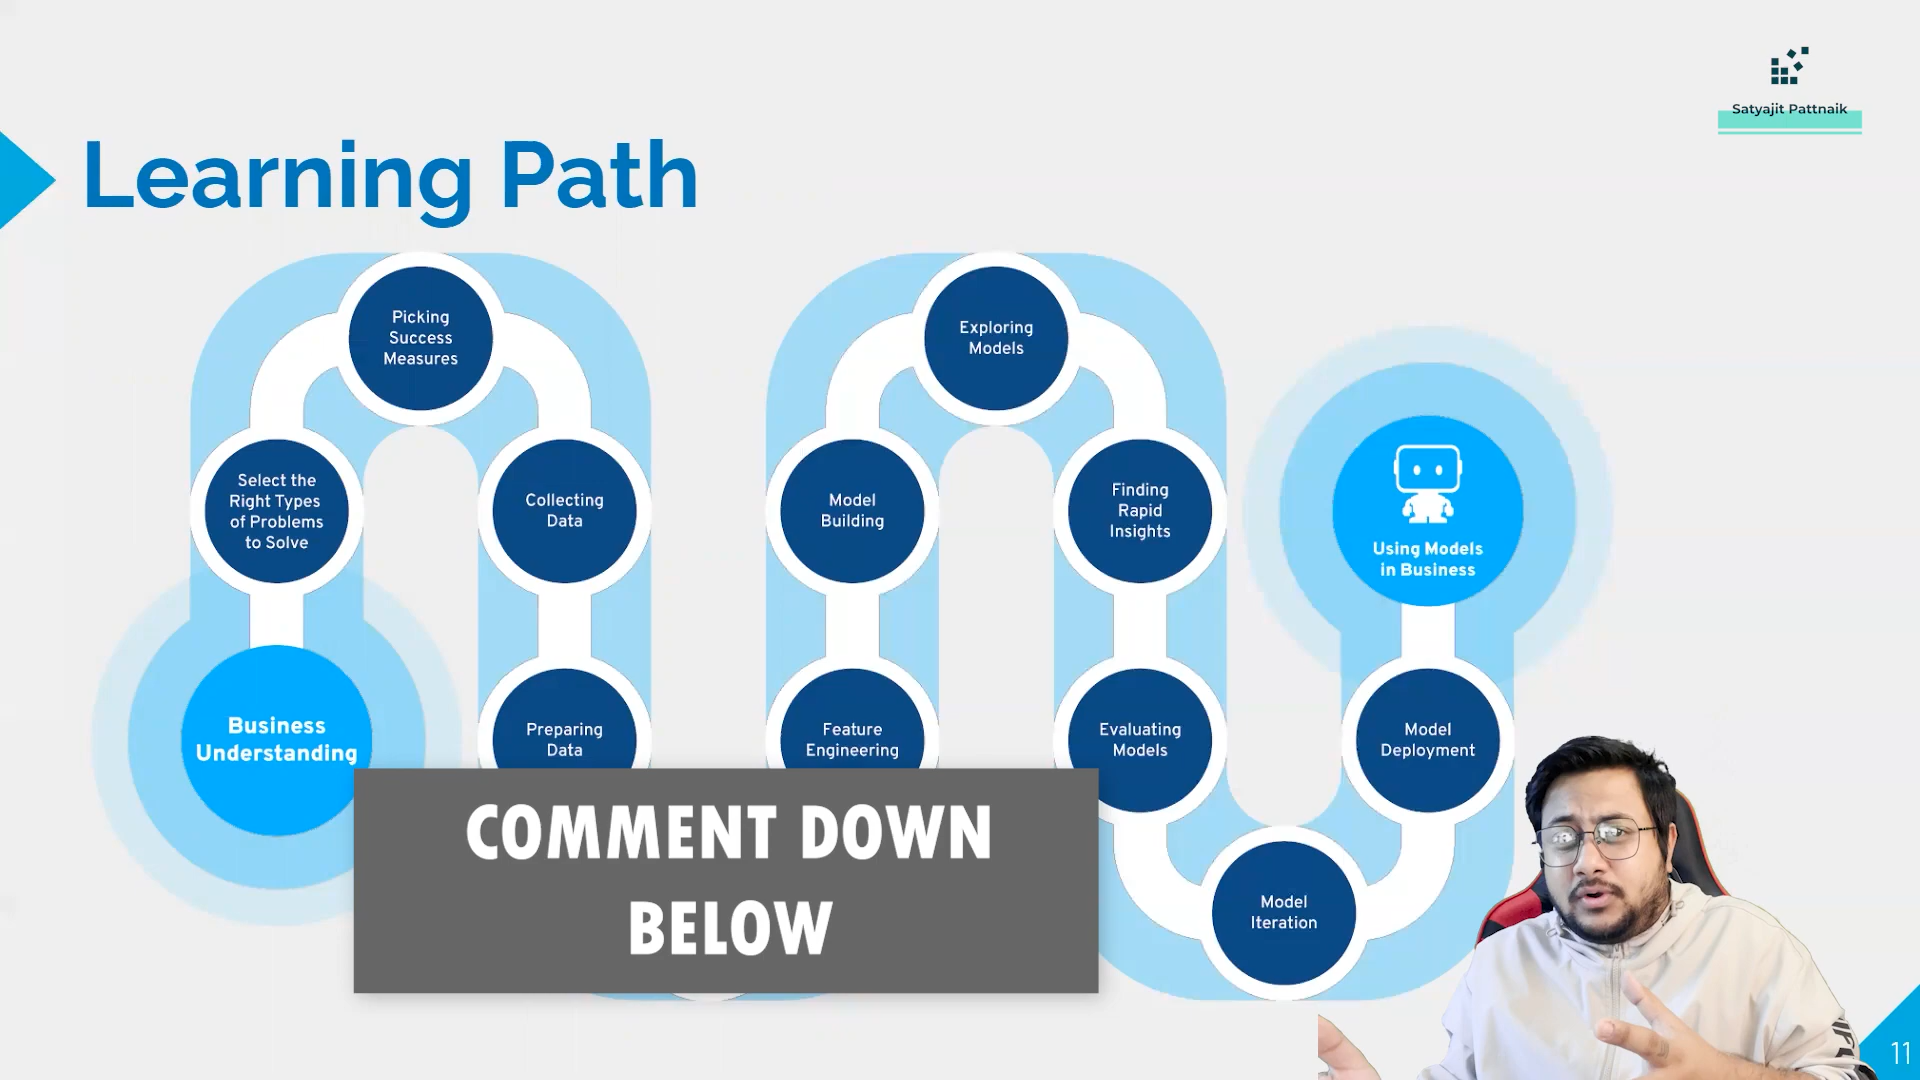 Satyajit Pattnaik
Learning Path
Picking
Success
Measures
Exploring
Models
Select the
Right Types
of Problems
to Solve
Collecting
Data
Model
Building
Finding
Rapid
Insights
Using Models
in Business
Business
Understanding
Preparing
Data
Feature
Engineering
Evaluating
Models
Model
Deployment
COMMENT DOWN
BELOW
Model
Iteration
11